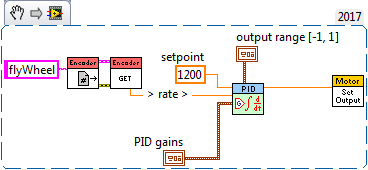 2017
output range [-1, 1]
setpoint
Encoder
Encoder
flyWheel
#
GET
1200
> rate >
PID
Motor
Set
Output
PID gains